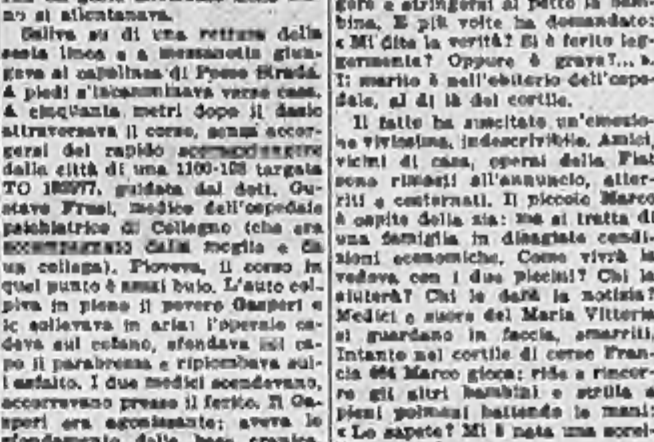 si allentanava.
Saliva su di una vettura della
sesta linea e a mezzanotte giun-
geva al capolinea di Pozzo Strada.
A piedi s'incamminava verso casa.
A cinquanta metri dopo il dazio
attraversava il corso, senza accor-
gersi del rapido
dalla città di una 1100-103 targata
TO guidata dal dott. Gu-
stavo Frusi, medico dell'ospedale
psichiatrico di Collegno (che era
accompagnato dalla moglie e da
un collega). Pioveva, il corso in
quel punto è assai buio. L'auto col-
piva in pieno il povero Gasperi e
lo sollevava in aria: l'operaio ca-
deva sul cofano, sfondava col ca-
po il parabrezza e ripiombava sul-
l'asfalto. I due medici scendevano,
accorrevano presso il ferito. Il Ga-
speri era agonizzante; aveva lo
sfondamento della base cranica
gere e stringersi al petto la bam-
bina. E più volte ha domandato:
« Mi dite la verità? Si è ferito leg-
germente? Oppure è grave?... ».
Il marito è nell'obitorio dell'ospe-
dale, al di là del cortile.
Il fatto ha suscitato un'emozio-
ne vivissima, indescrivibile. Amici,
vicini di casa, operai della Fiat
sono rimasti all'annuncio, atter-
riti e costernati. Il piccolo Marco
è ospite della zia: ma si tratta di
una famiglia in disagiate condi-
zioni economiche. Come vivrà la
vedova con i due piccini? Chi la
aiuterà? Chi le darà la notizia?
Medici e suore del Maria Vittoria
si guardano in faccia, smarriti.
Intanto nel cortile di corso Fran-
cia Marco gioca; ride e rincor-
re gli altri bambini e strilla a
pieni polmoni battendo le mani:
« Lo sapete? Mi è nata una sorel-